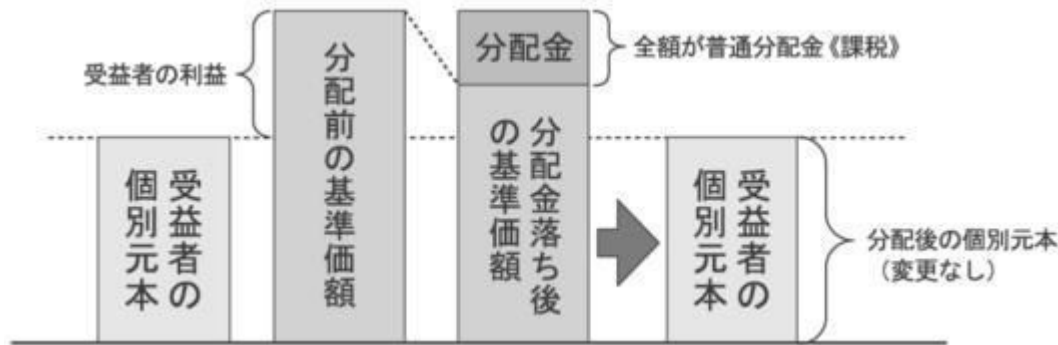 受益者の利益
受益者の
個別元本
分配前の基準価額
分配金
全額が普通分配金《課税》
分配金落ち後
の基準価額
受益者の
個別元本
分配後の個別元本
（変更なし）